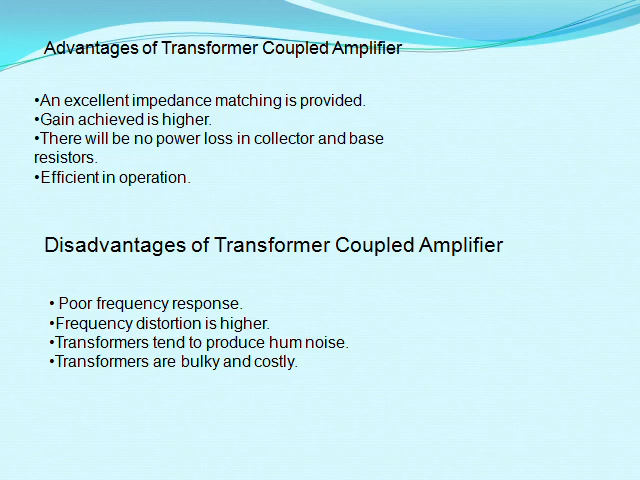 Advantages of Transformer Coupled Amplifier
•An excellent impedance matching is provided.
•Gain achieved is higher.
•There will be no power loss in collector and base
resistors.
•Efficient in operation.
Disadvantages of Transformer Coupled Amplifier
• Poor frequency response.
•Frequency distortion is higher.
•Transformers tend to produce hum noise.
•Transformers are bulky and costly.